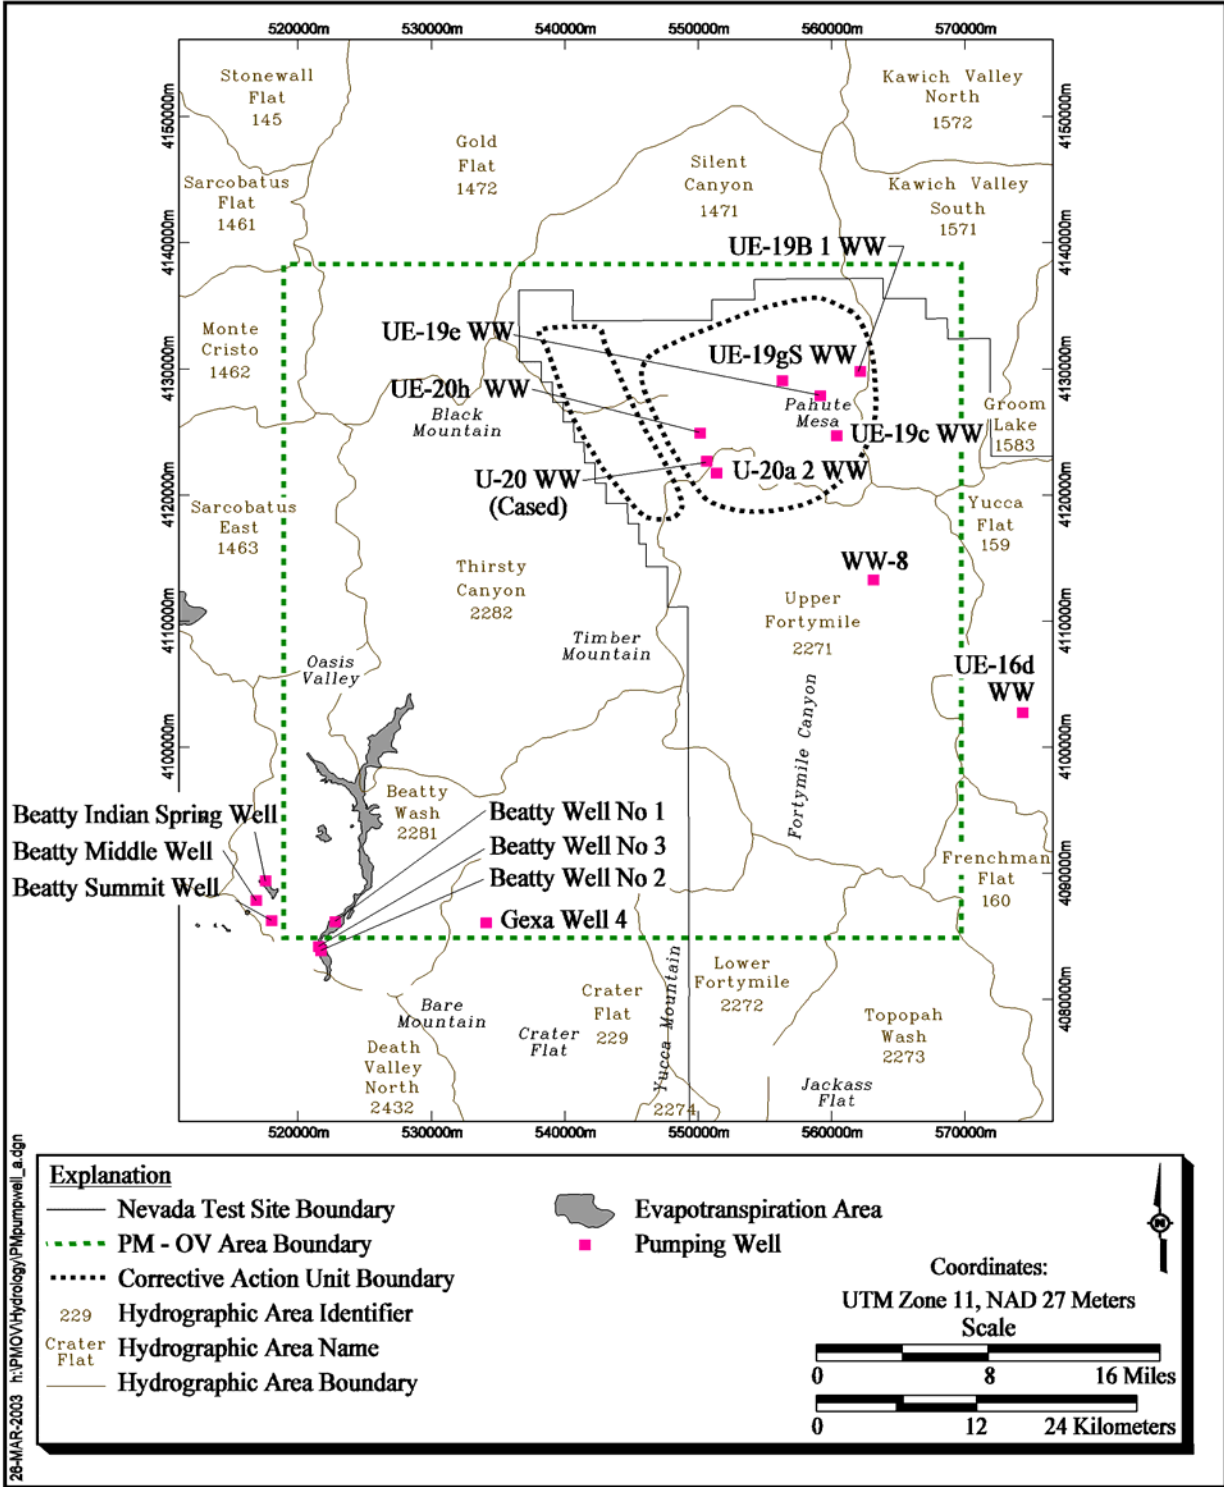 520000m 530000m 540000m 550000m 560000m 570000m
4150000m
4140000m
4130000m
4120000m
4110000m
4100000m
4090000m
4080000m
4150000m
4140000m
4130000m
4120000m
4110000m
4100000m
4090000m
4080000m
Stonewall
Flat
145
Kawich Valley
North
1572
Gold
Flat
1472
Silent
Canyon
1471
Sarcobatus
Flat
1461
Kawich Valley
South
1571
UE-19B 1 WW
Monte
Cristo
1462
UE-19e WW
UE-19gS WW
UE-20h WW
Black
Mountain
Pahute
Mesa
Groom
Lake
1583
UE-19c WW
U-20 WW
(Cased)
U-20a 2 WW
Sarcobatus
East
1463
Yucca
Flat
159
WW-8
Thirsty
Canyon
2282
Upper
Fortymile
2271
Timber
Mountain
Oasis
Valley
UE-16d
WW
Fortymile Canyon
Beatty
Wash
2281
Beatty Indian Spring Well
Beatty Middle Well
Beatty Summit Well
Beatty Well No 1
Beatty Well No 3
Beatty Well No 2
Gexa Well 4
Frenchman
Flat
160
Lower
Fortymile
2272
Crater
Flat
229
Bare
Mountain
Crater
Flat
Yucca Mountain
Topopah
Wash
2273
Death
Valley
North
2432
2274
Jackass
Flat
520000m 530000m 540000m 550000m 560000m 570000m
26-MAR-2003 h:\PMOV\Hydrology\PMpumpwell_a.dgn
Explanation
Nevada Test Site Boundary
PM - OV Area Boundary
Corrective Action Unit Boundary
229 Hydrographic Area Identifier
Crater
Flat
Hydrographic Area Name
Hydrographic Area Boundary
Evapotranspiration Area
Pumping Well
N
Coordinates:
UTM Zone 11, NAD 27 Meters
Scale
0 8 16 Miles
0 12 24 Kilometers